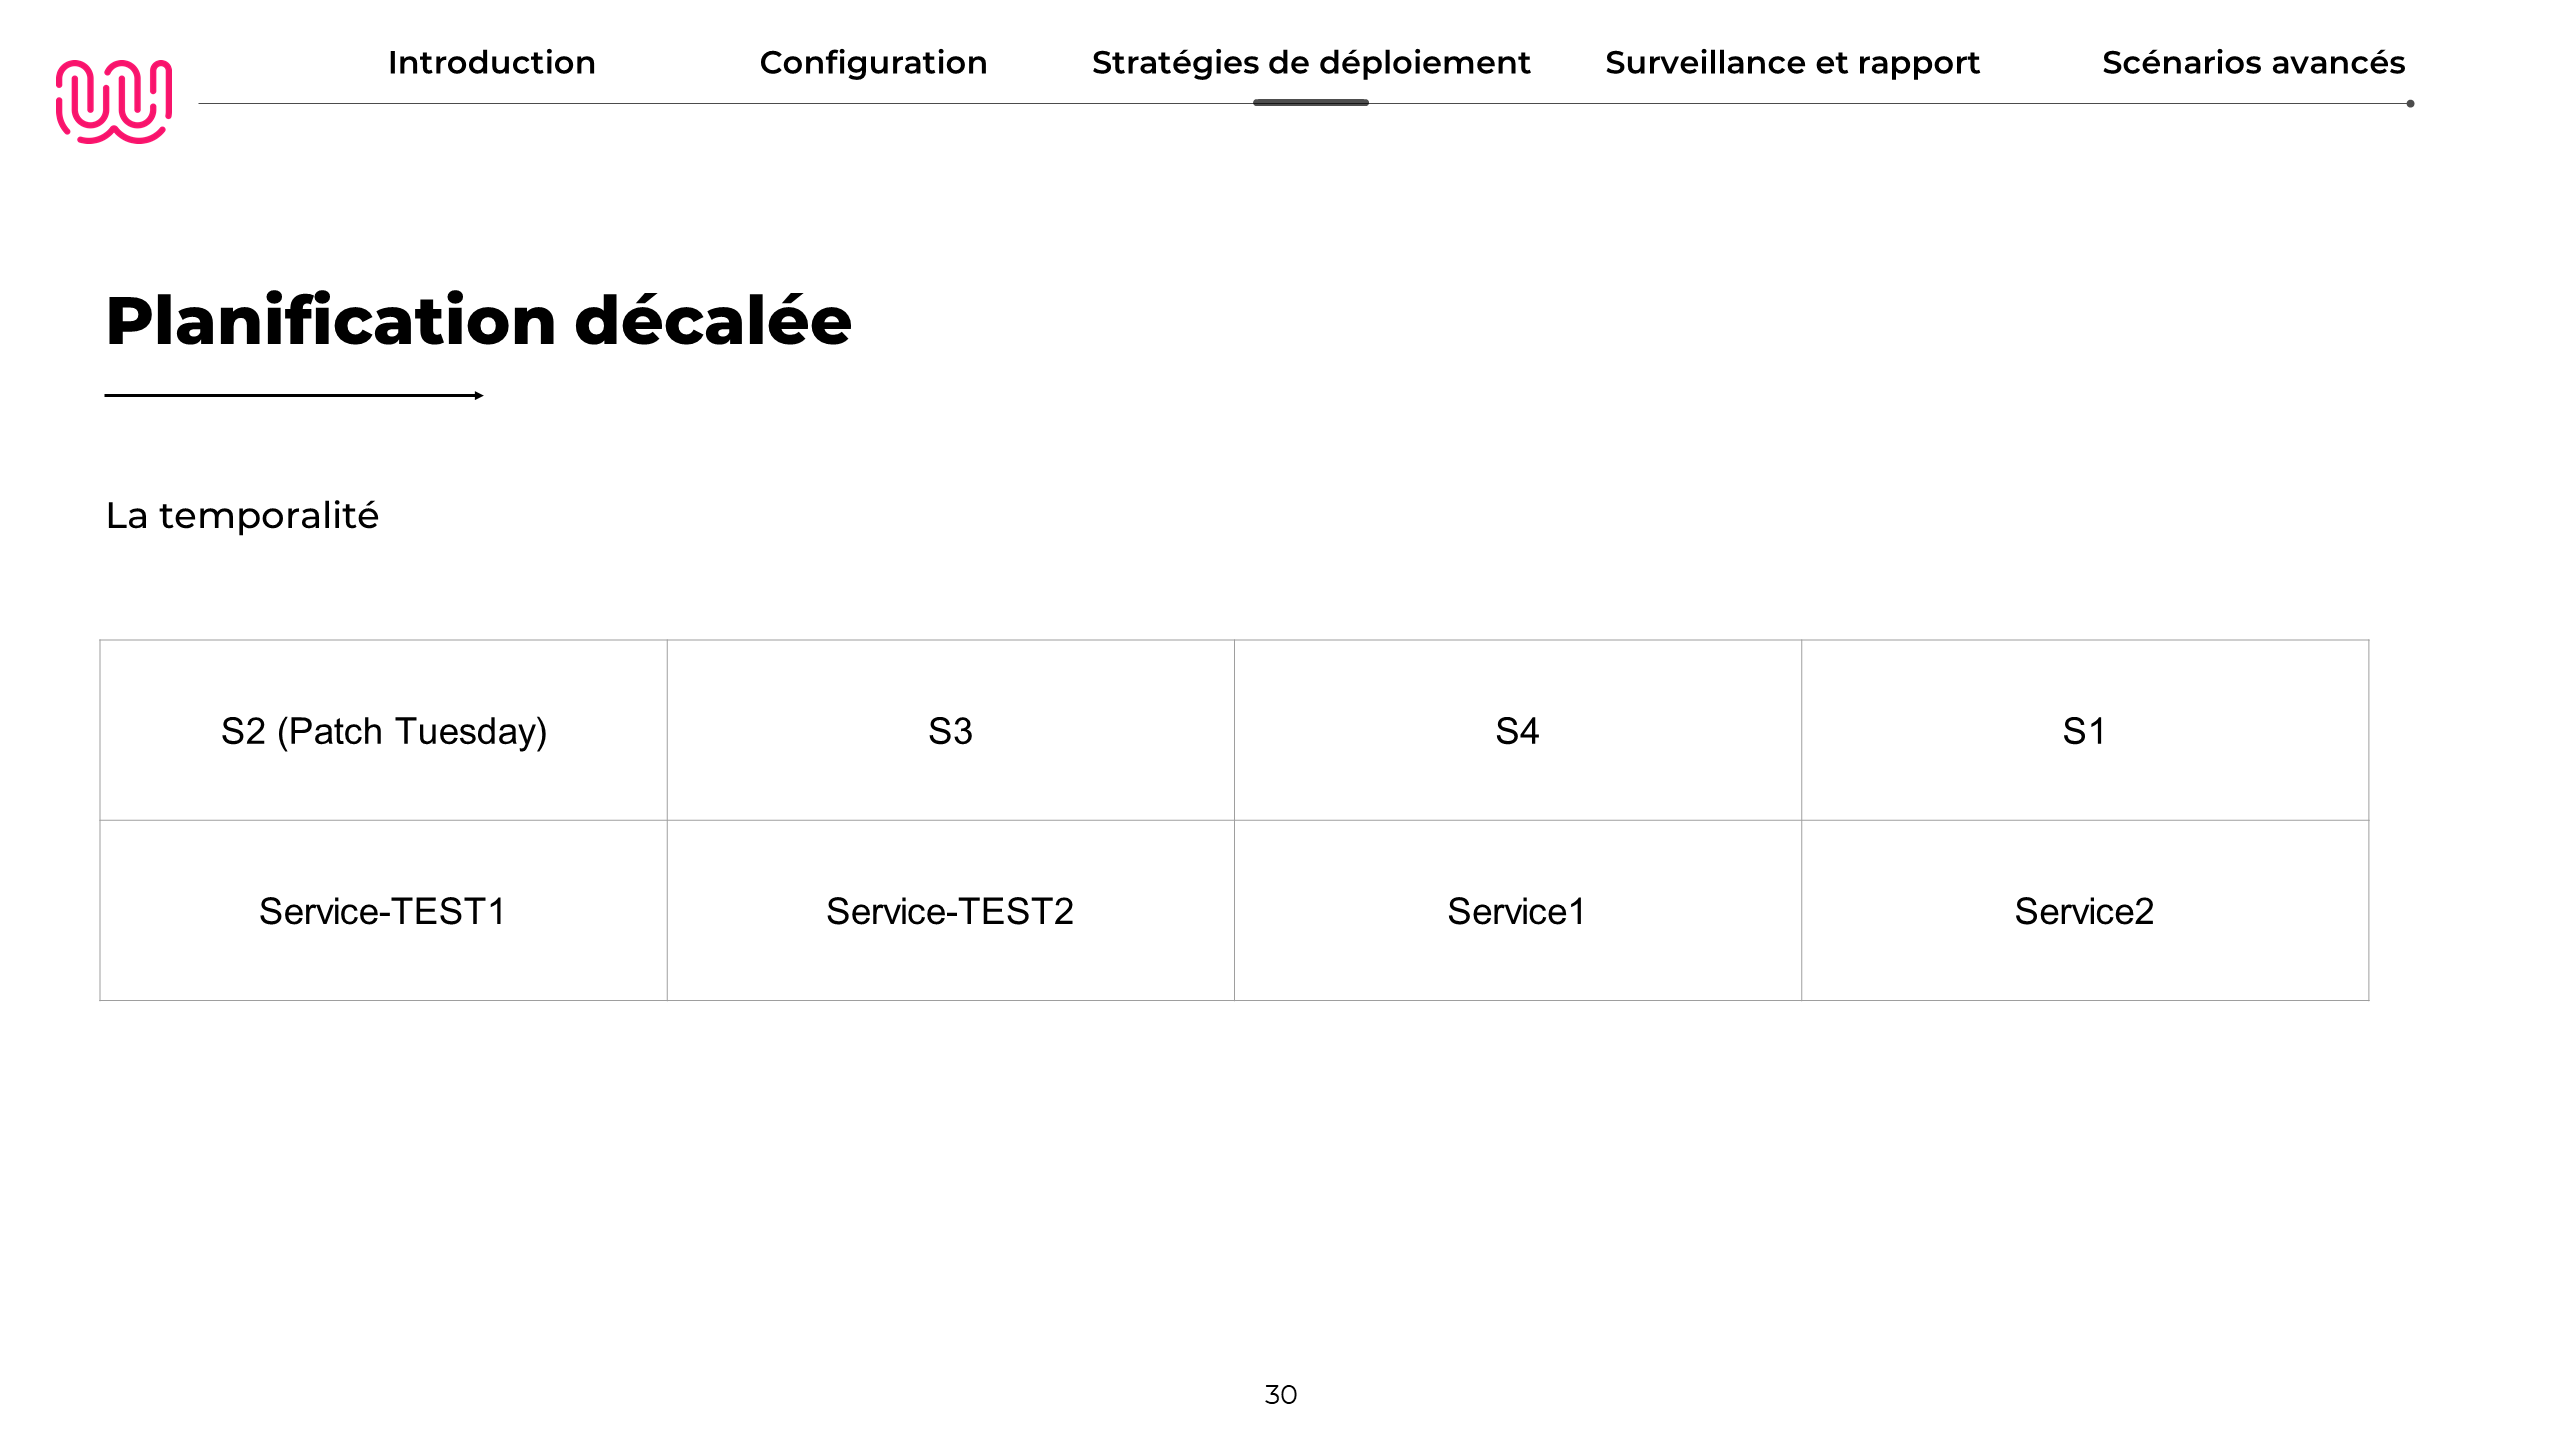 Introduction
Configuration
Stratégies de déploiement
Surveillance et rapport
Scénarios avancés
Planification décalée
La temporalité
S2 (Patch Tuesday)
S3
S4
S1
Service-TEST1
Service-TEST2
Service1
Service2
30